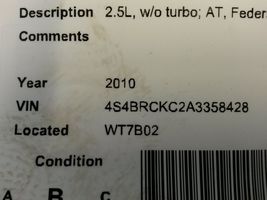 Description 2.5L, w/o turbo; AT, Feder
Comments
Year 2010
VIN 4S4BRCKC2A3358428
Located WT7B02
Condition
A B C